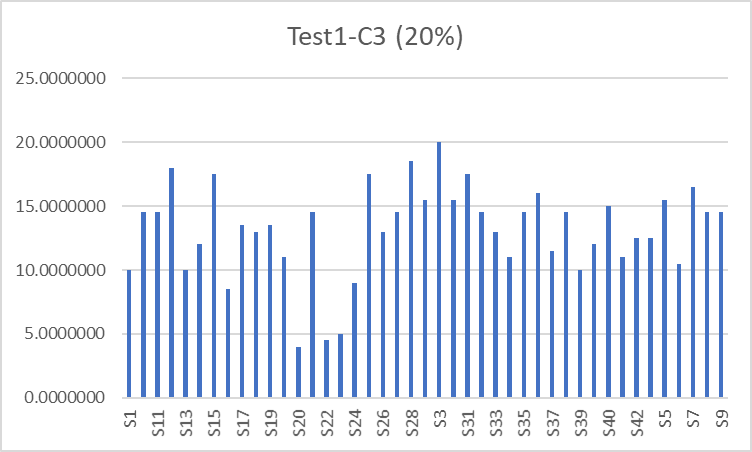 Test1-C3 (20%)
25.0000000
20.0000000
15.0000000
10.0000000
5.0000000
0.0000000
S1
S11
S13
S15
S17
S19
S20
S22
S24
S26
S28
S3
S31
S33
S35
S37
S39
S40
S42
S5
S7
S9